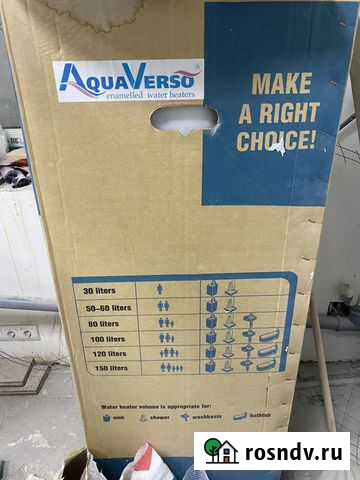 AQUAVERSO®
enamelled water heaters
MAKE
A RIGHT
CHOICE!
30 liters
50–60 liters
80 liters
100 liters
120 liters
150 liters
Water heater volume is appropriate for:
sink shower washbasin bathtub
rosndv.ru